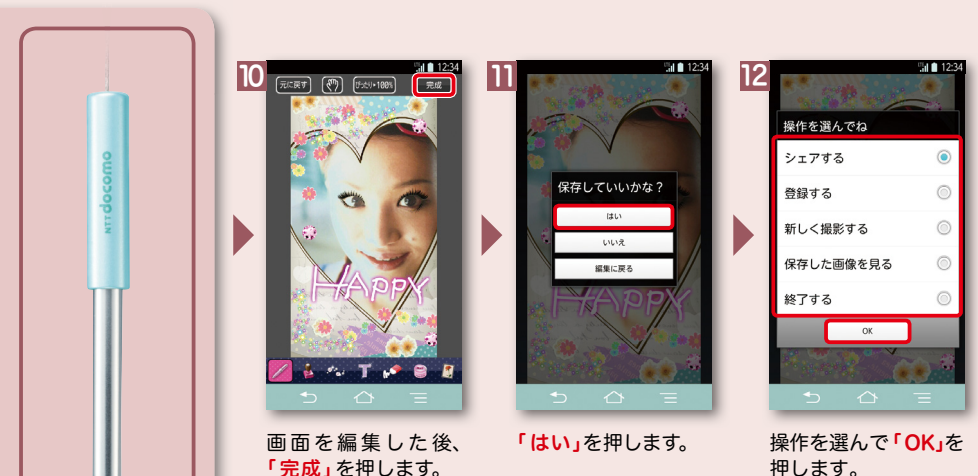 NTT docomo
10
12:34
元に戻す
ぴったり・100%
完成
HAPPY
画面を編集した後、
「完成」を押します。
11
12:34
保存していいかな？
はい
いいえ
編集に戻る
HAPPY
「はい」を押します。
12
12:34
操作を選んでね
シェアする
登録する
新しく撮影する
保存した画像を見る
終了する
OK
操作を選んで「OK」を
押します。